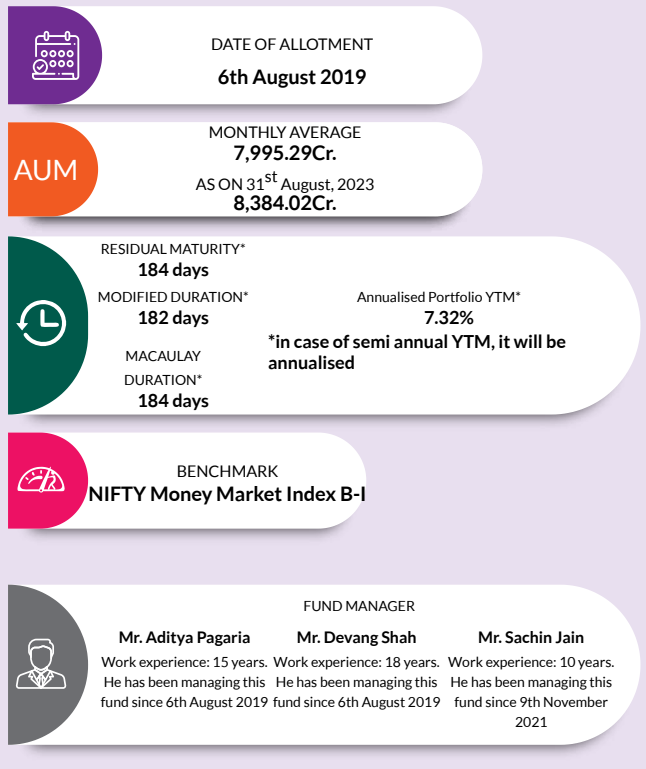 DATE OF ALLOTMENT
6th August 2019
AUM
MONTHLY AVERAGE
7,995.29Cr.
AS ON 31st August, 2023
8,384.02Cr.
RESIDUAL MATURITY*
184 days
MODIFIED DURATION*
182 days
MACAULAY
DURATION*
184 days
Annualised Portfolio YTM*
7.32%
*in case of semi annual YTM, it will be
annualised
BENCHMARK
NIFTY Money Market Index B-I
FUND MANAGER
Mr. Aditya Pagaria
Work experience: 15 years.
He has been managing this
fund since 6th August 2019
Mr. Devang Shah
Work experience: 18 years.
He has been managing this
fund since 6th August 2019
Mr. Sachin Jain
Work experience: 10 years.
He has been managing this
fund since 9th November
2021